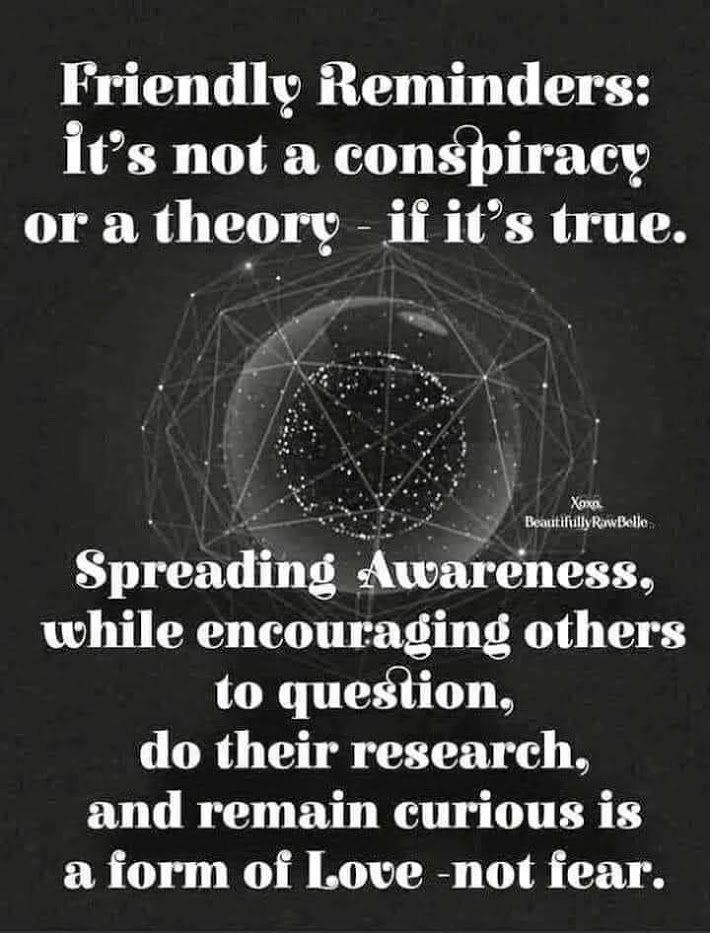 Friendly Reminders:
It's not a conspiracy
or a theory - if it's true.
Xoxo,
BeautifullyRawBelle
Spreading Awareness,
while encouraging others
to question,
do their research,
and remain curious is
a form of Love -not fear.